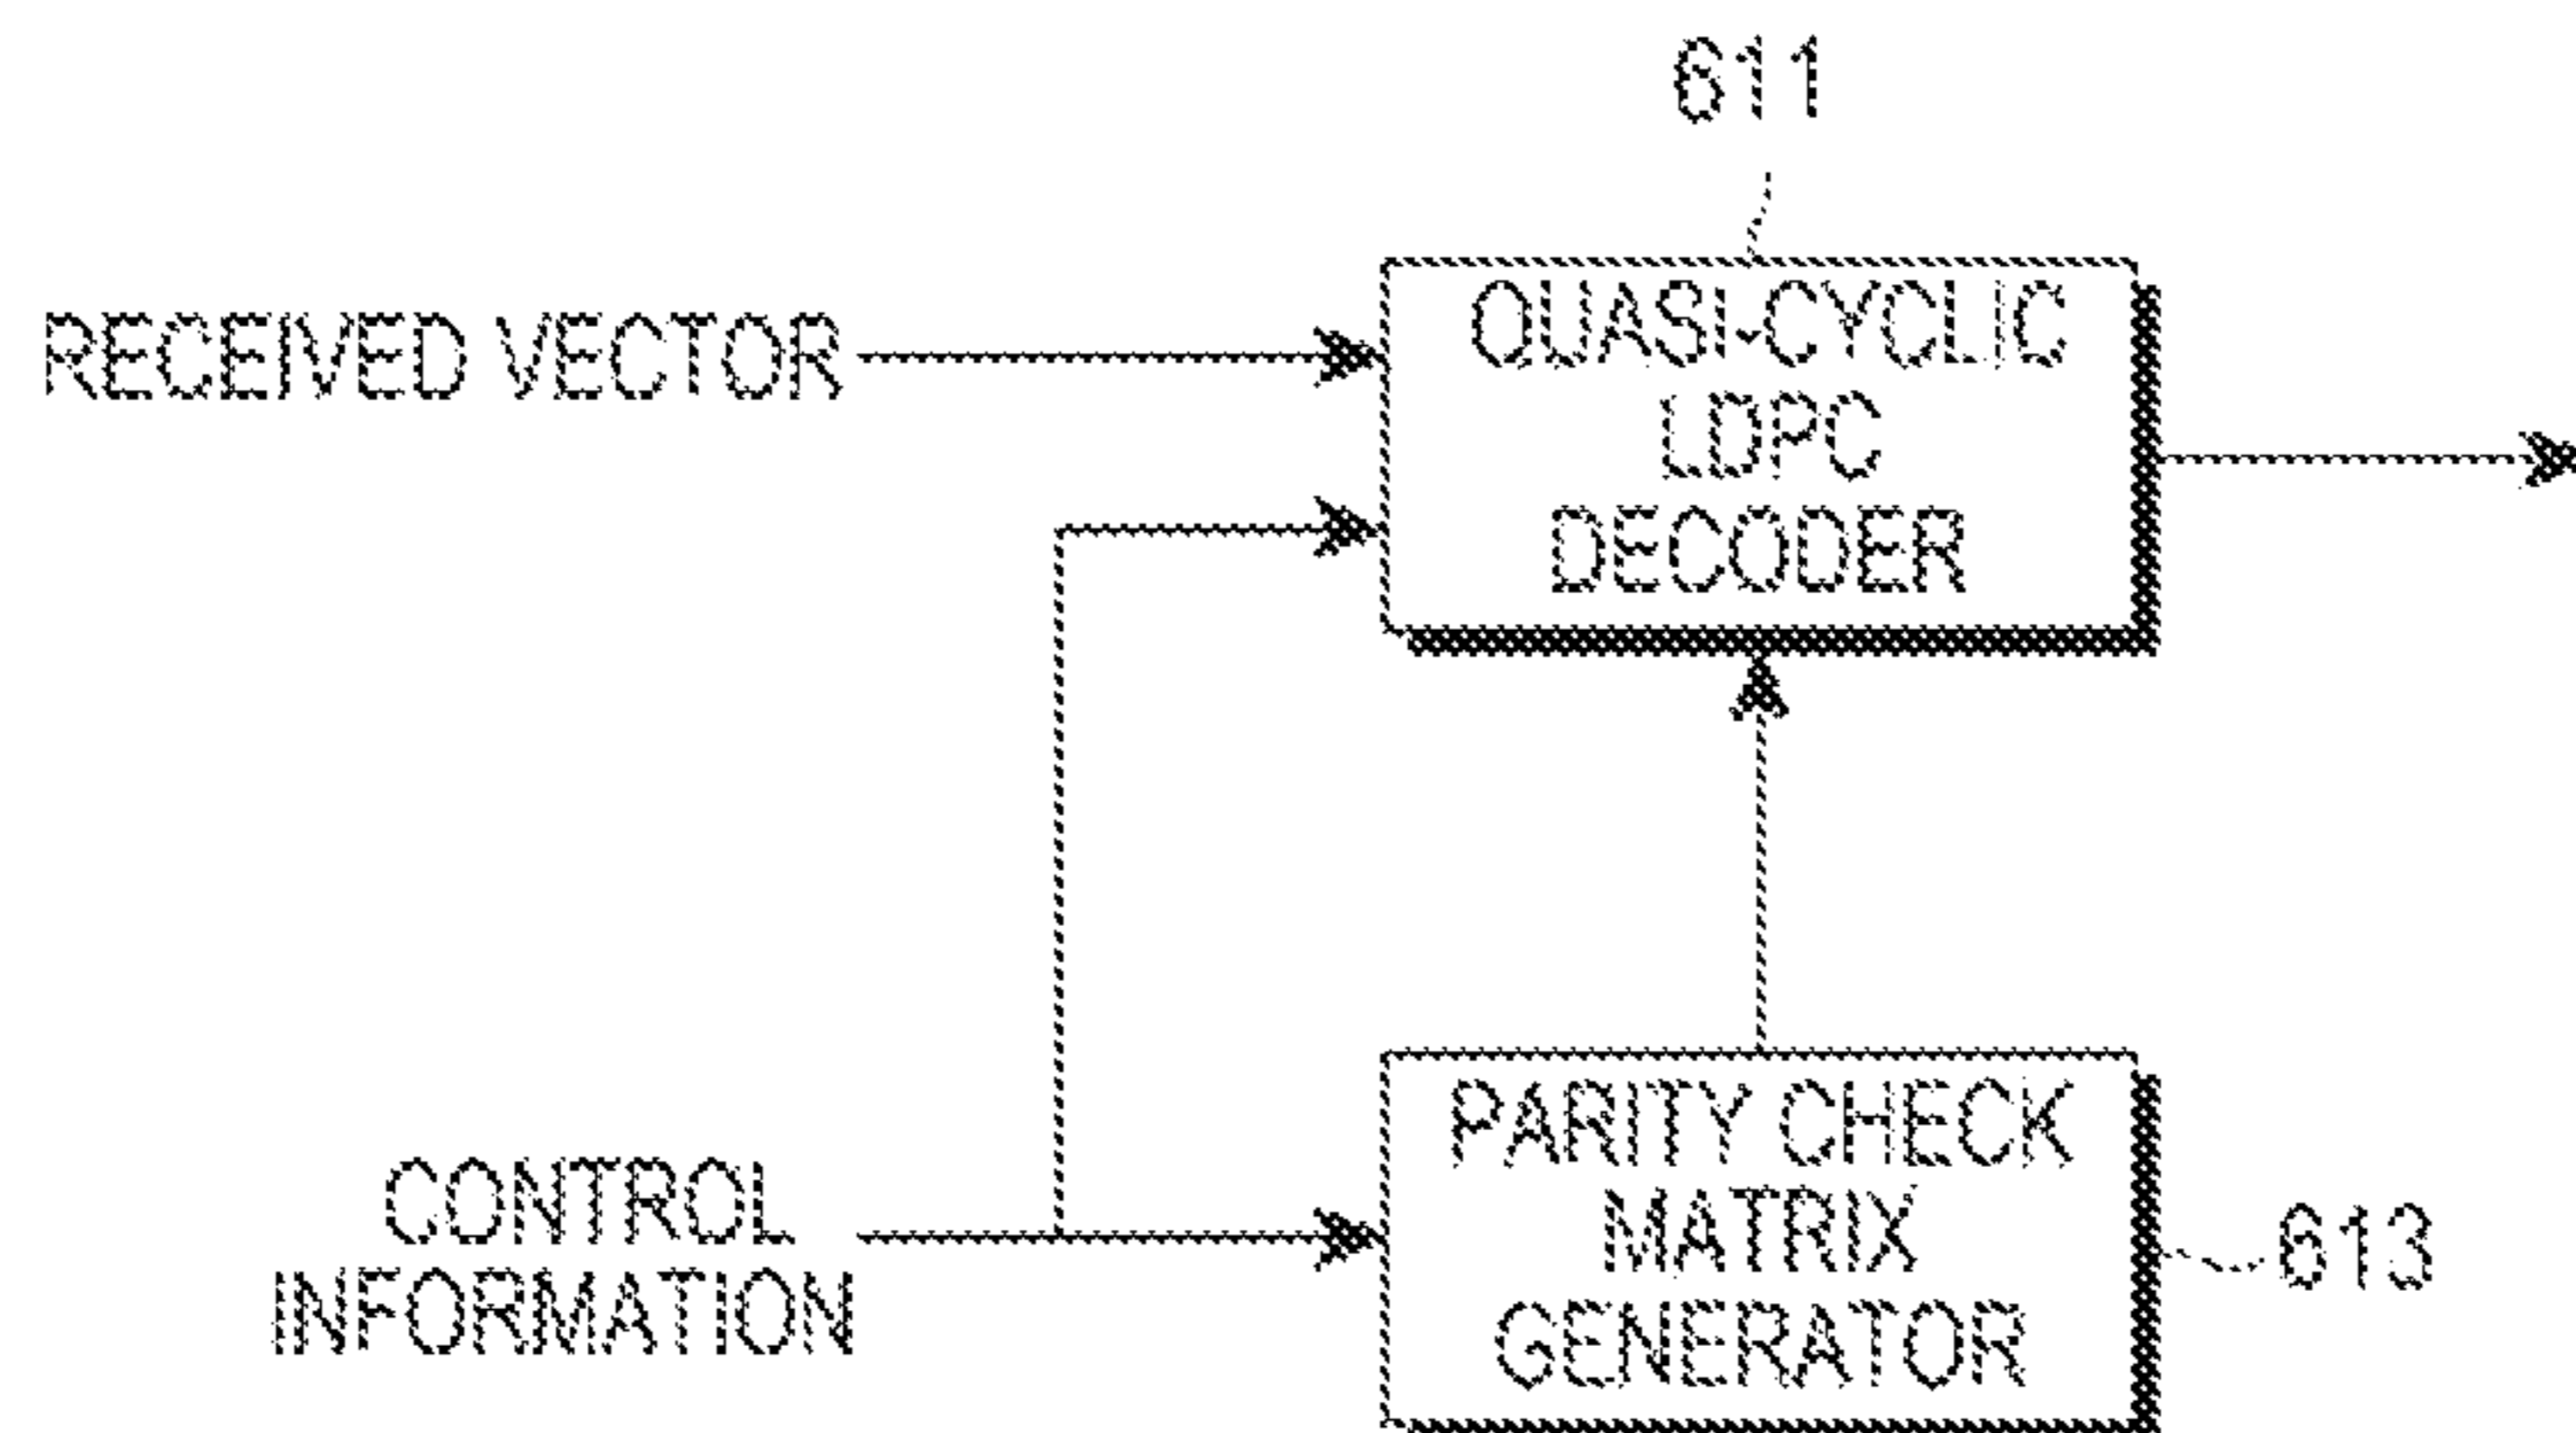 611
RECEIVED VECTOR
QUASI-CYCLIC
LDPC
DECODER
CONTROL
INFORMATION
PARITY CHECK
MATRIX
GENERATOR
613